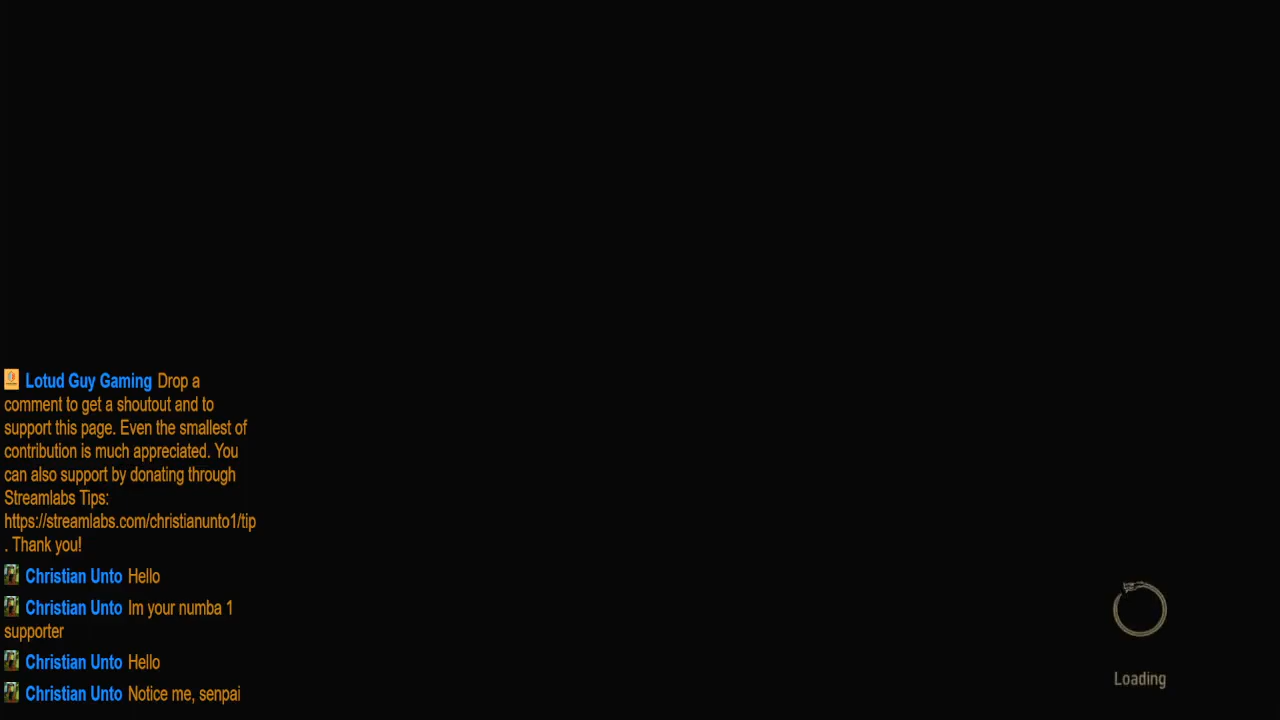 Lotud Guy Gaming Drop a
comment to get a shoutout and to
support this page. Even the smallest of
contribution is much appreciated. You
can also support by donating through
Streamlabs Tips:
https://streamlabs.com/christianunto1/tip
. Thank you!
Christian Unto Hello
Christian Unto Im your numba 1
supporter
Christian Unto Hello
Christian Unto Notice me, senpai
Loading